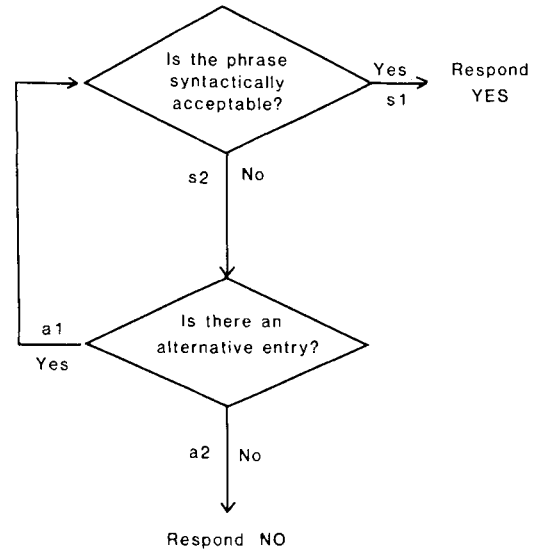 Is the phrase
syntactically
acceptable?
Yes
s1
Respond
YES
s2
No
Is there an
alternative entry?
a1
Yes
a2
No
Respond NO